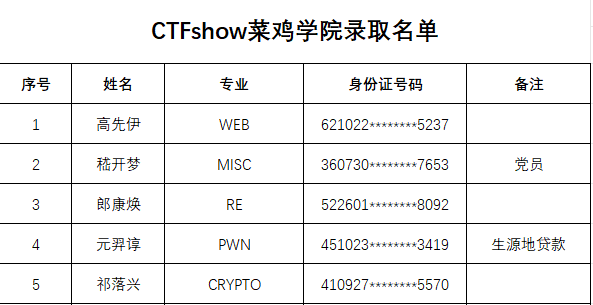 CTFshow菜鸡学院录取名单
序号 姓名 专业 身份证号码 备注
1 高先伊 WEB 621022********5237
2 嵇开梦 MISC 360730********7653 党员
3 郎康焕 RE 522601********8092
4 元羿谆 PWN 451023********3419 生源地贷款
5 祁落兴 CRYPTO 410927********5570